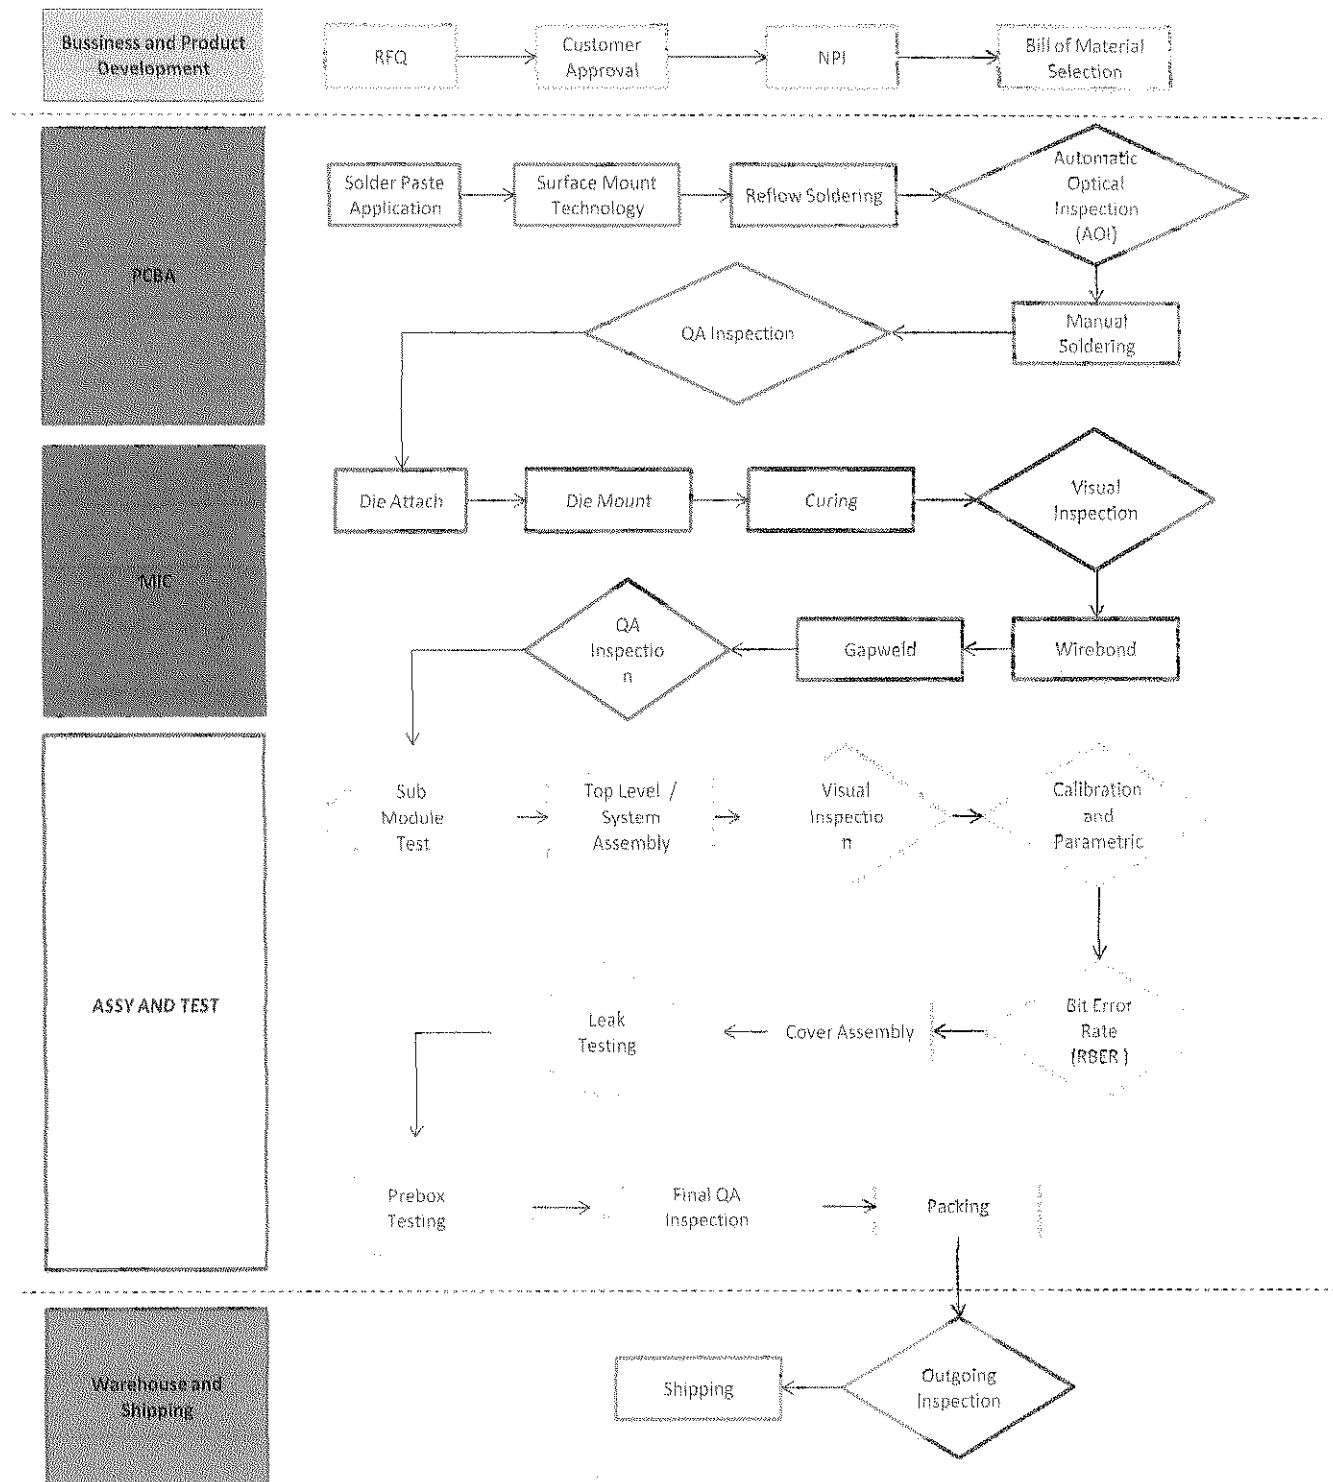 Bussiness and Product
Development
RFQ
Customer
Approval
NPI
Bill of Material
Selection
PCBA
Solder Paste
Application
Surface Mount
Technology
Reflow Soldering
Automatic
Optical
Inspection
(AOI)
QA Inspection
Manual
Soldering
MIC
Die Attach
Die Mount
Curing
Visual
Inspection
QA
Inspectio
n
Gapweld
Wirebond
ASSY AND TEST
Sub
Module
Test
Top Level /
System
Assembly
Visual
Inspectio
n
Calibration
and
Parametric
Leak
Testing
Cover Assembly
Bit Error
Rate
(RBER )
Prebox
Testing
Final QA
Inspection
Packing
Warehouse and
Shipping
Shipping
Outgoing
Inspection